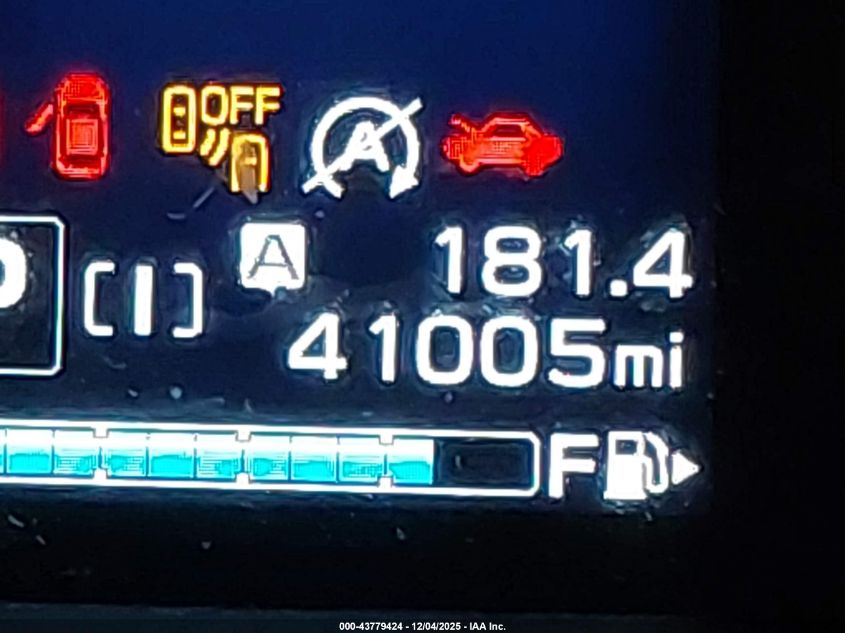 OFF
A
A 181.4
41005mi
F
000-43779424 - 12/04/2025 - IAA Inc.